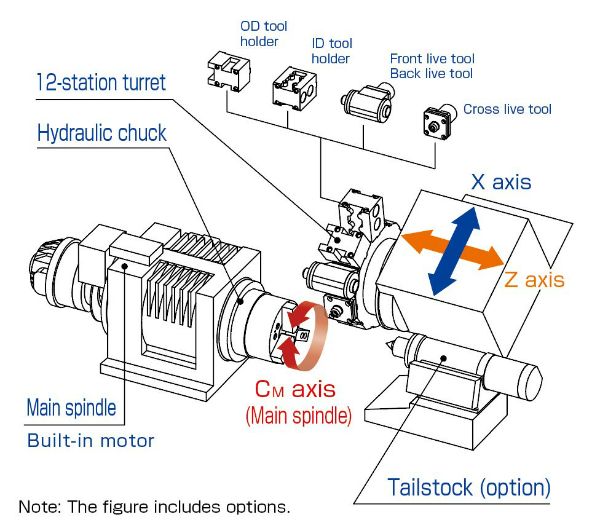 OD tool
holder
ID tool
holder
Front live tool
Back live tool
Cross live tool
12-station turret
Hydraulic chuck
X axis
Z axis
CM axis
(Main spindle)
Main spindle
Built-in motor
Tailstock (option)
Note: The figure includes options.